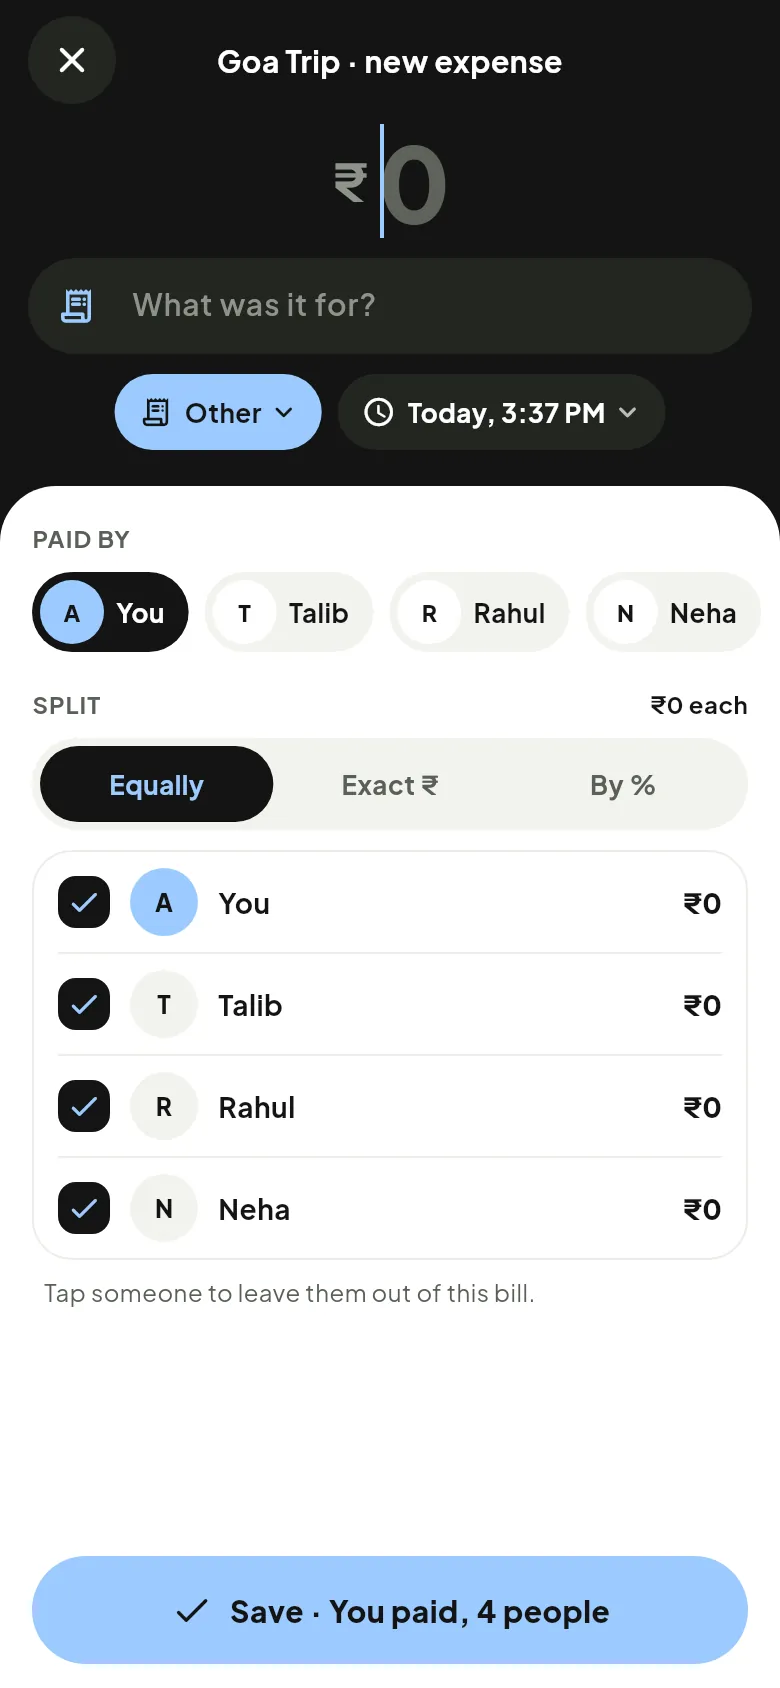 Goa Trip · new expense
₹ 0
What was it for?
Other
Today, 3:37 PM
PAID BY
A You
T Talib
R Rahul
N Neha
SPLIT
₹0 each
Equally
Exact ₹
By %
A You ₹0
T Talib ₹0
R Rahul ₹0
N Neha ₹0
Tap someone to leave them out of this bill.
Save · You paid, 4 people